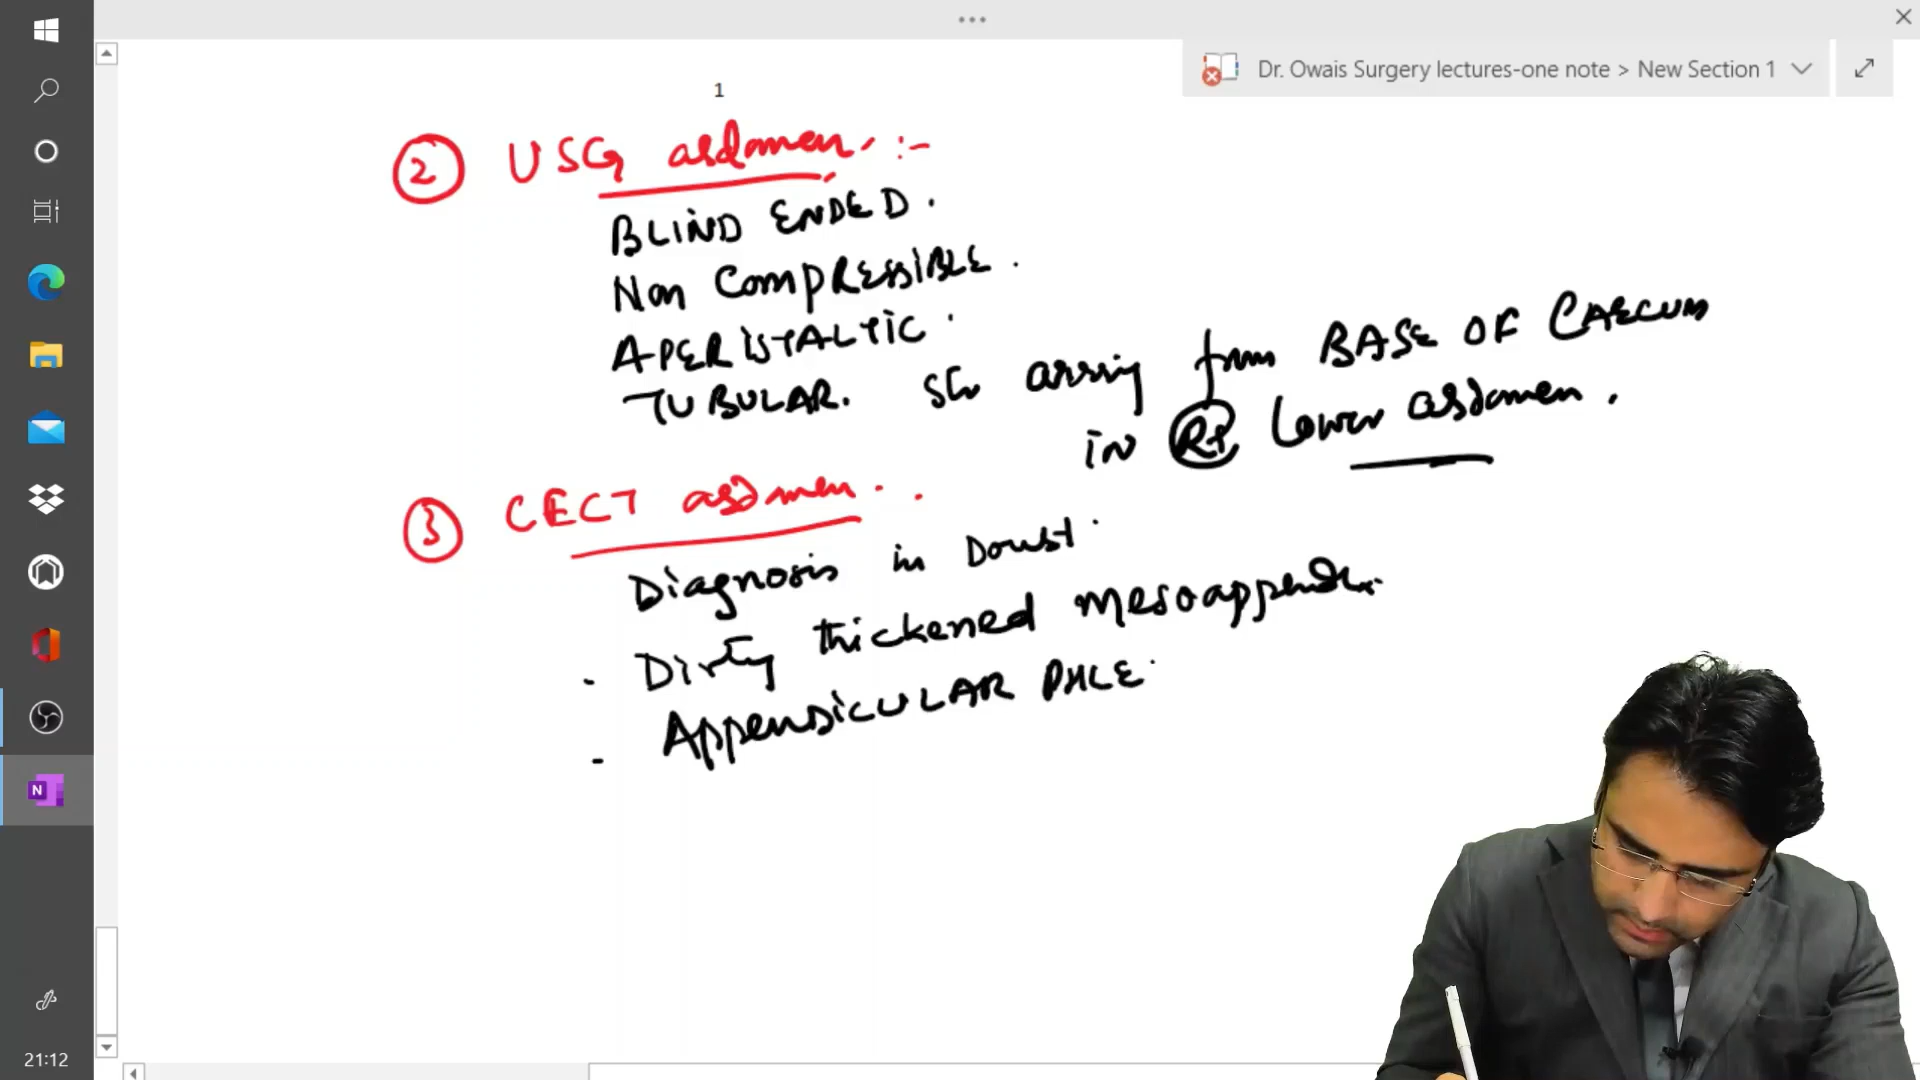 Dr. Owais Surgery lectures-one note > New Section 1
1
② USG abdomen :-
BLIND ENDED.
Non Compressible.
APERISTALTIC.
TUBULAR. Str arising from BASE OF CAECUM
in Rt Lower abdomen.
③ CECT abdomen.
Diagnosis in Doubt.
- Dirty thickened mesoappendix.
- Appendicular
N
21:12